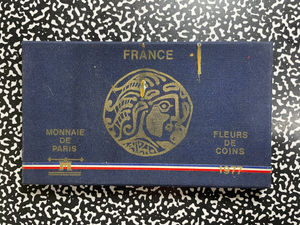 FRANCE
MONNAIE
DE
PARIS
FLEURS
DE
COINS
1977